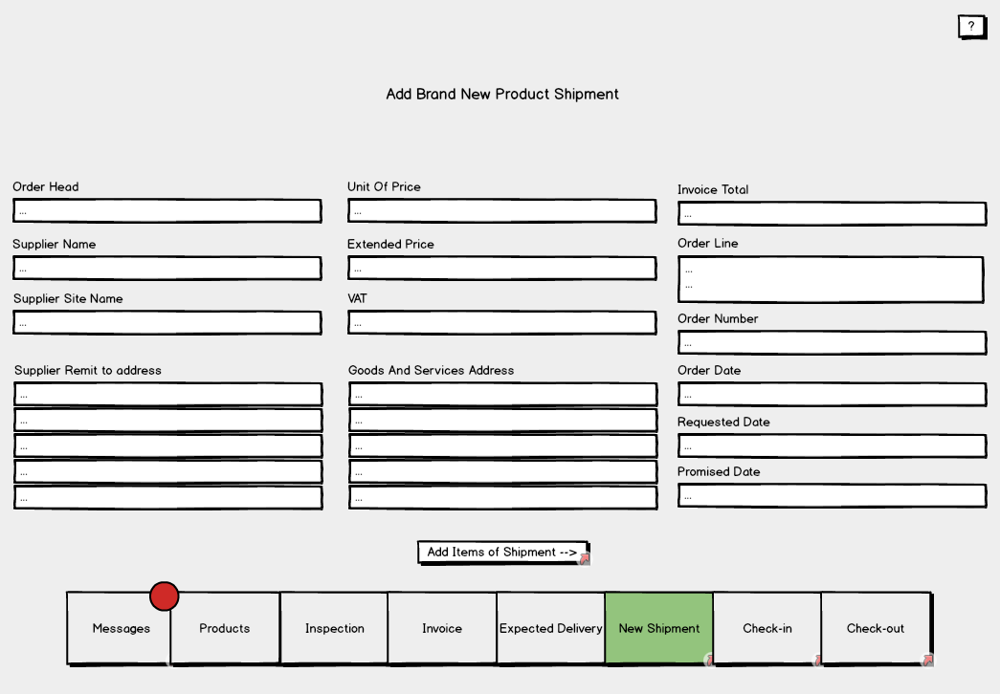 ?
Add Brand New Product Shipment
Order Head
...
Supplier Name
...
Supplier Site Name
...
Supplier Remit to address
...
...
...
...
...
Unit Of Price
...
Extended Price
...
VAT
...
Goods And Services Address
...
...
...
...
...
Invoice Total
...
Order Line
...
...
Order Number
...
Order Date
...
Requested Date
...
Promised Date
...
Add Items of Shipment -->
Messages
Products
Inspection
Invoice
Expected Delivery
New Shipment
Check-in
Check-out